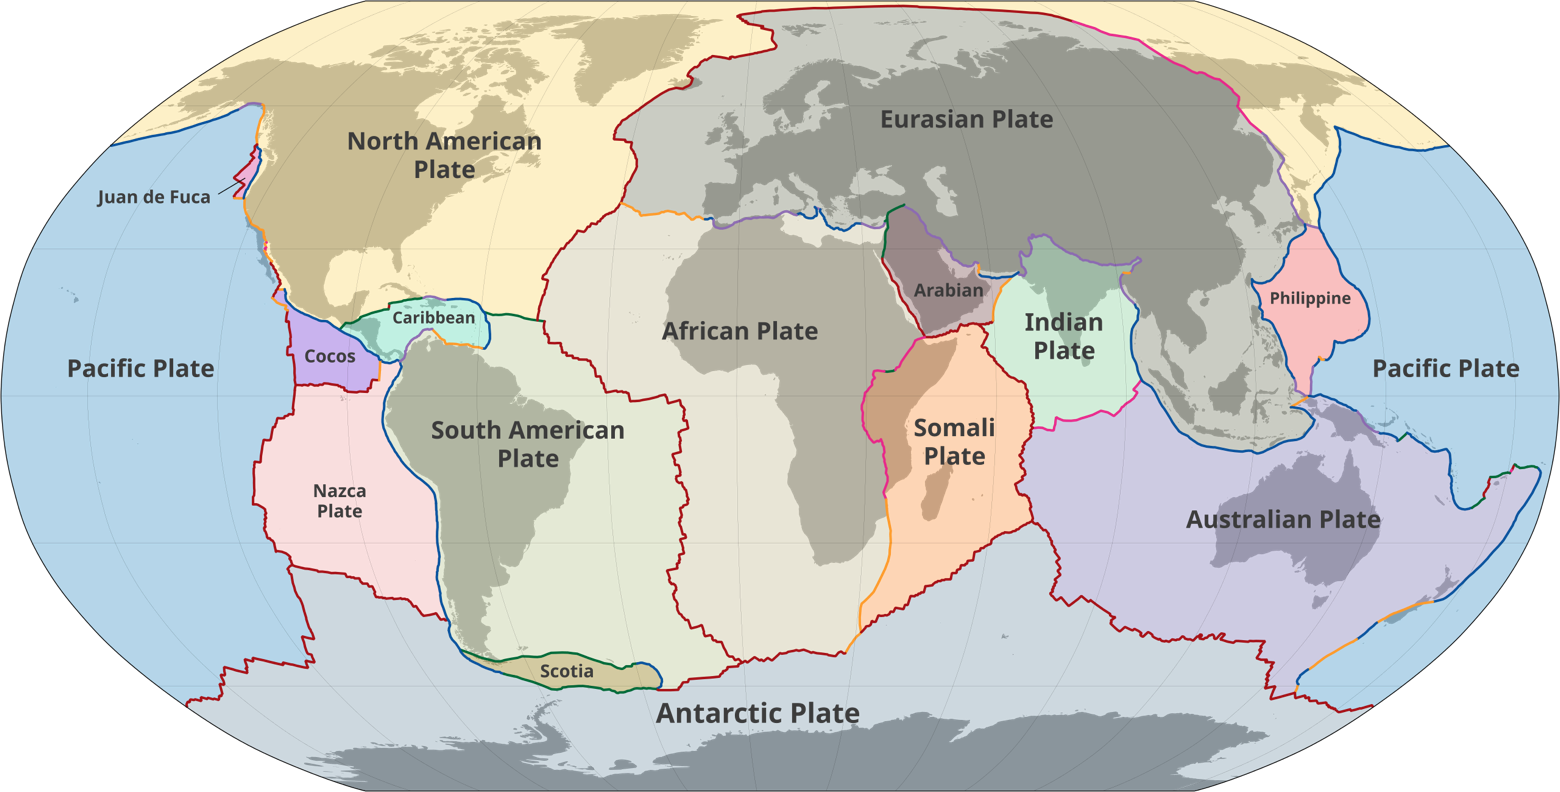 North American
Plate
Eurasian Plate
Juan de Fuca
Caribbean
Cocos
Pacific Plate
African Plate
Arabian
Indian
Plate
Philippine
Pacific Plate
South American
Plate
Somali
Plate
Nazca
Plate
Australian Plate
Scotia
Antarctic Plate